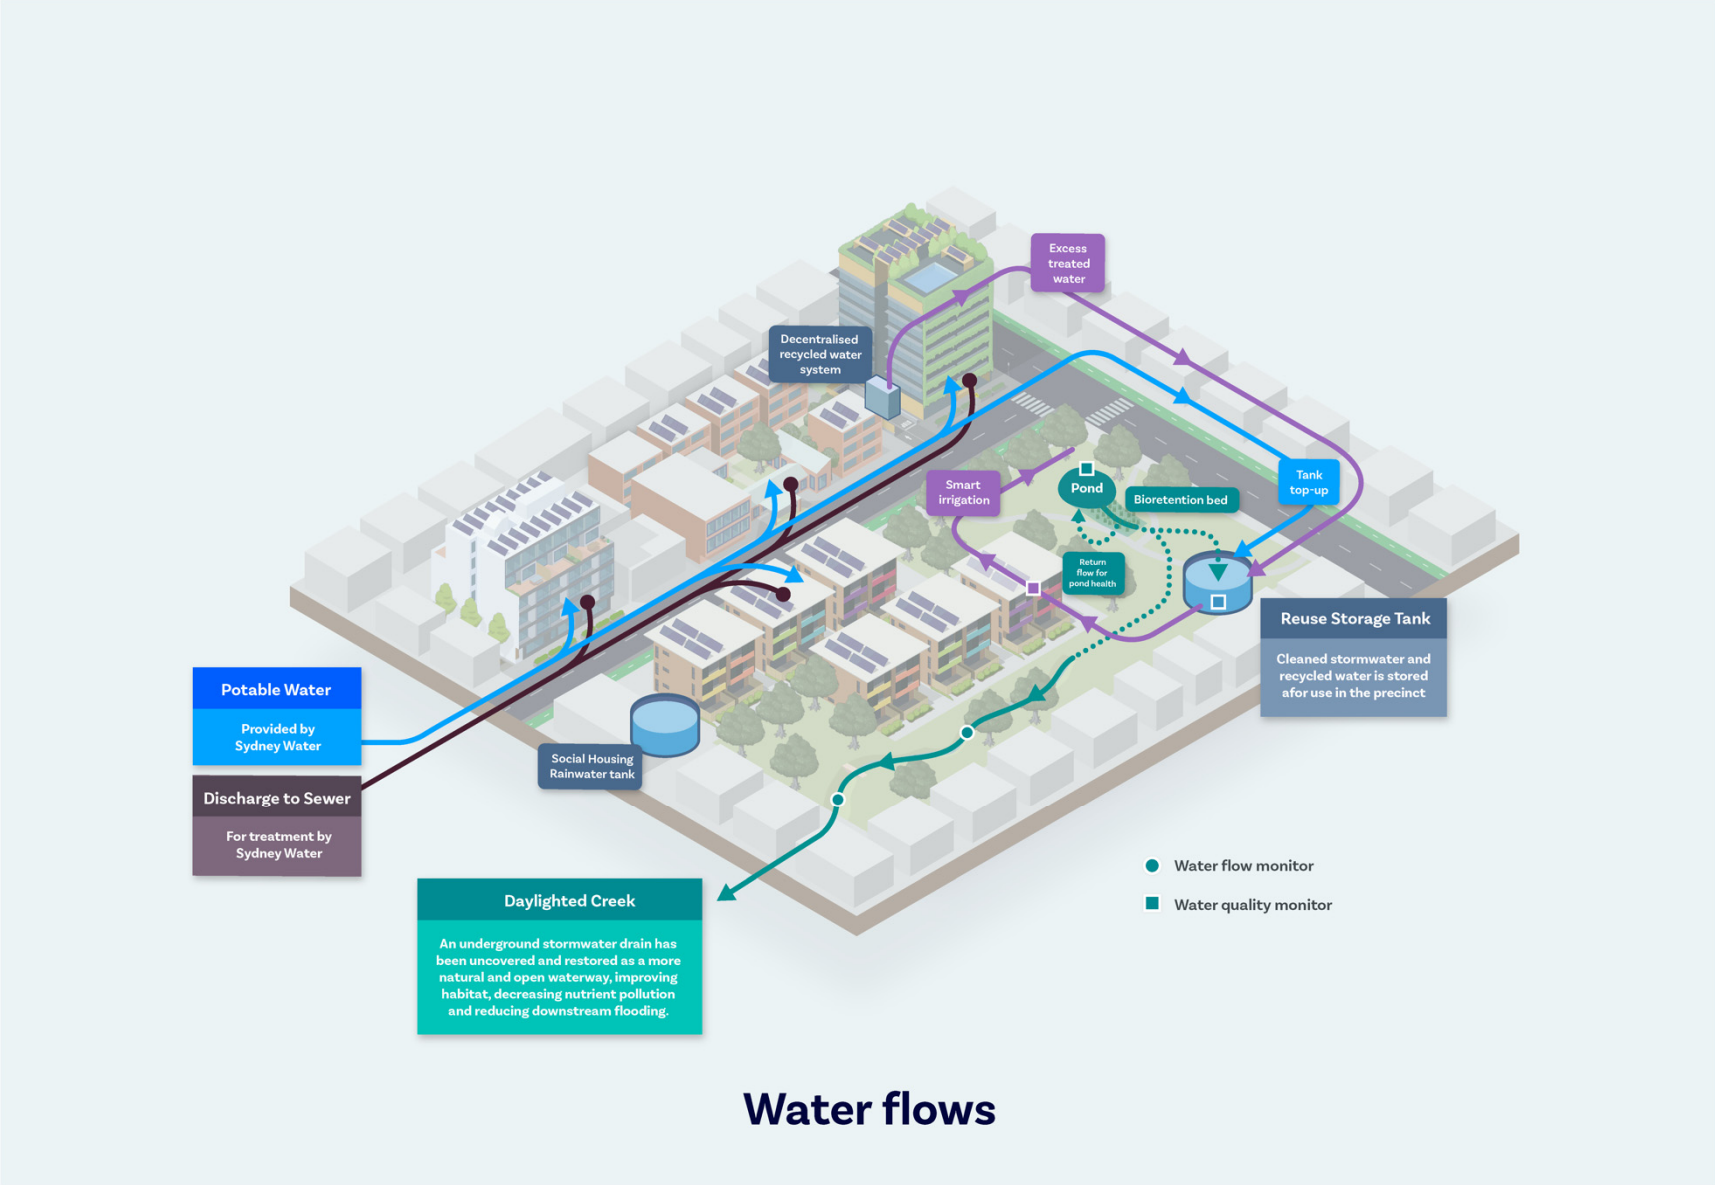 Excess
treated
water
Decentralised
recycled water
system
Smart
irrigation
Pond
Bioretention bed
Tank
top-up
Return
flow for
pond health
Reuse Storage Tank
Cleaned stormwater and
recycled water is stored
afor use in the precinct
Potable Water
Provided by
Sydney Water
Discharge to Sewer
For treatment by
Sydney Water
Social Housing
Rainwater tank
Daylighted Creek
An underground stormwater drain has
been uncovered and restored as a more
natural and open waterway, improving
habitat, decreasing nutrient pollution
and reducing downstream flooding.
Water flow monitor
Water quality monitor
Water flows